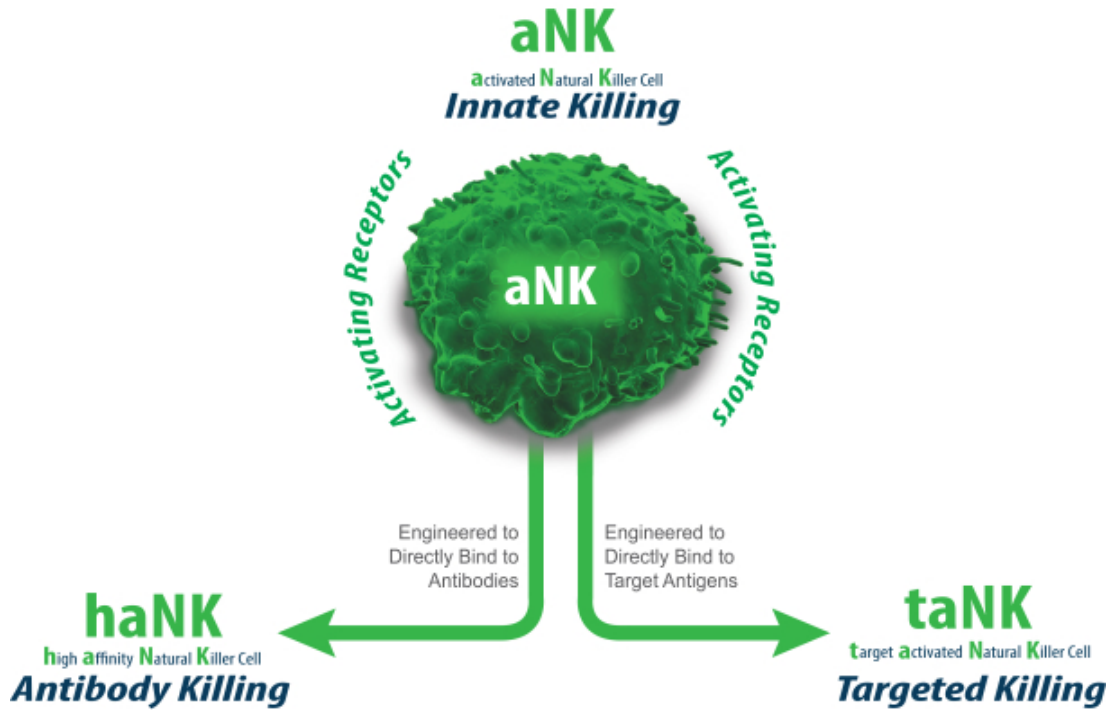 aNK
activated Natural Killer Cell
Innate Killing
Activating Receptors
Activating Receptors
aNK
Engineered to
Directly Bind to
Antibodies
Engineered to
Directly Bind to
Target Antigens
haNK
high affinity Natural Killer Cell
Antibody Killing
taNK
target activated Natural Killer Cell
Targeted Killing